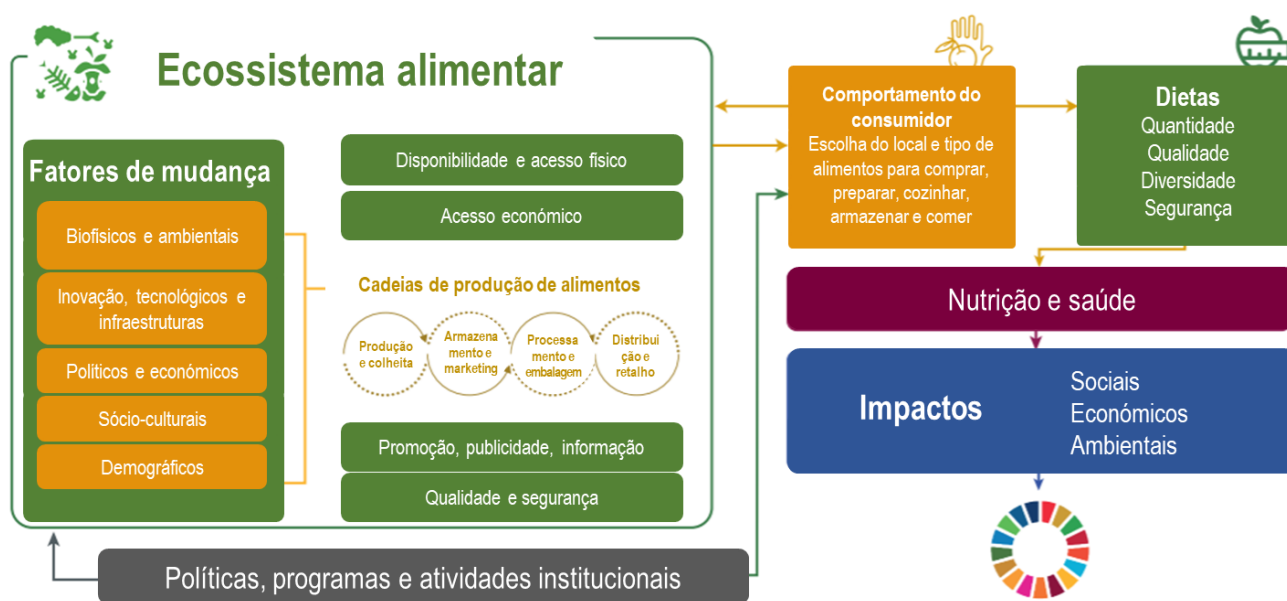 Ecossistema alimentar
Fatores de mudança
Biofísicos e ambientais
Inovação, tecnológicos e
infraestruturas
Políticos e económicos
Sócio-culturais
Demográficos
Disponibilidade e acesso físico
Acesso económico
Cadeias de produção de alimentos
Produção
e colheita
Armazena
mento e
marketing
Processa
mento e
embalagem
Distribui
ção e
retalho
Promoção, publicidade, informação
Qualidade e segurança
Políticas, programas e atividades institucionais
Comportamento do
consumidor
Escolha do local e tipo de
alimentos para comprar,
preparar, cozinhar,
armazenar e comer
Dietas
Quantidade
Qualidade
Diversidade
Segurança
Nutrição e saúde
Impactos
Sociais
Económicos
Ambientais